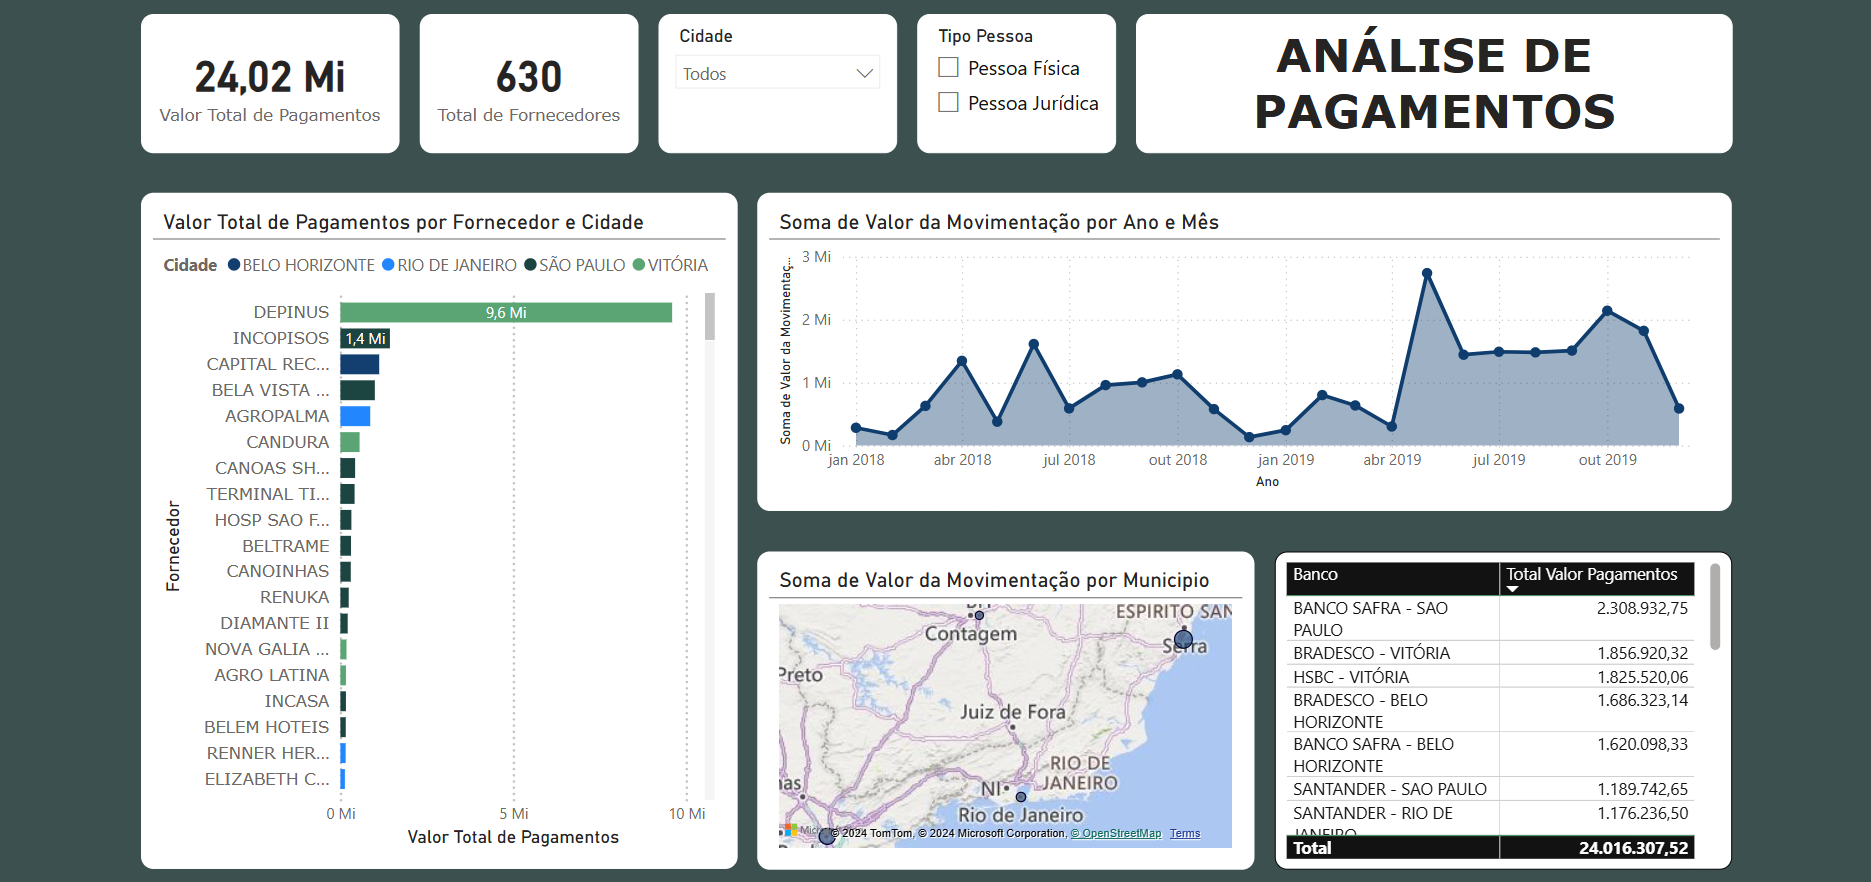 24,02 Mi
Valor Total de Pagamentos
630
Total de Fornecedores
Cidade
Todos
Tipo Pessoa
Pessoa Física
Pessoa Jurídica
ANÁLISE DE
PAGAMENTOS
Valor Total de Pagamentos por Fornecedor e Cidade
Cidade BELO HORIZONTE RIO DE JANEIRO SÃO PAULO VITÓRIA
Fornecedor
DEPINUS 9,6 Mi
INCOPISOS 1,4 Mi
CAPITAL REC...
BELA VISTA ...
AGROPALMA
CANDURA
CANOAS SH...
TERMINAL TI...
HOSP SAO F...
BELTRAME
CANOINHAS
RENUKA
DIAMANTE II
NOVA GALIA ...
AGRO LATINA
INCASA
BELEM HOTEIS
RENNER HER...
ELIZABETH C...
0 Mi 5 Mi 10 Mi
Valor Total de Pagamentos
Soma de Valor da Movimentação por Ano e Mês
Soma de Valor da Movimentaç...
3 Mi
2 Mi
1 Mi
0 Mi
jan 2018 abr 2018 jul 2018 out 2018 jan 2019 abr 2019 jul 2019 out 2019
Ano
Soma de Valor da Movimentação por Municipio
ESPIRITO SAN
Contagem
Serra
Preto
Juiz de Fora
RIO DE
JANEIRO
NI
Rio de Janeiro
© 2024 TomTom, © 2024 Microsoft Corporation, © OpenStreetMap Terms
Banco Total Valor Pagamentos
BANCO SAFRA - SAO
PAULO 2.308.932,75
BRADESCO - VITÓRIA 1.856.920,32
HSBC - VITÓRIA 1.825.520,06
BRADESCO - BELO
HORIZONTE 1.686.323,14
BANCO SAFRA - BELO
HORIZONTE 1.620.098,33
SANTANDER - SAO PAULO 1.189.742,65
SANTANDER - RIO DE
JANEIRO 1.176.236,50
Total 24.016.307,52